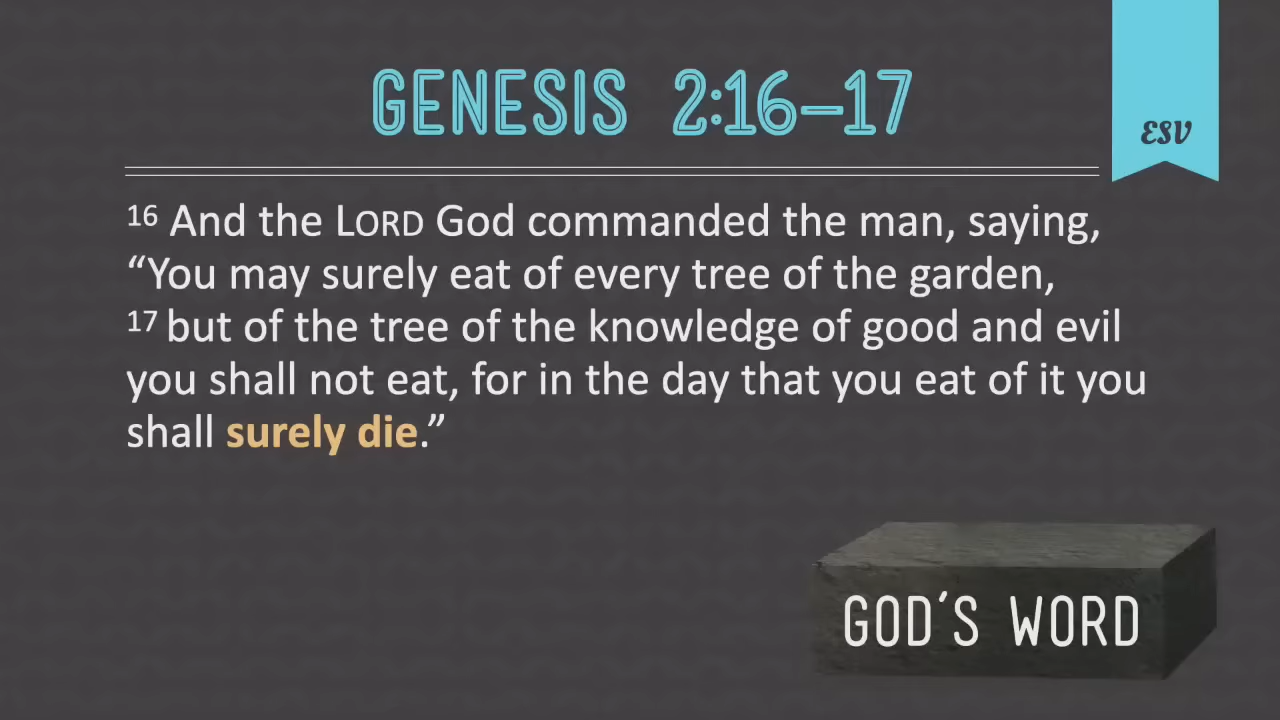 GENESIS 2:16–17
ESV
16 And the LORD God commanded the man, saying,
“You may surely eat of every tree of the garden,
17 but of the tree of the knowledge of good and evil
you shall not eat, for in the day that you eat of it you
shall surely die.”
GOD'S WORD